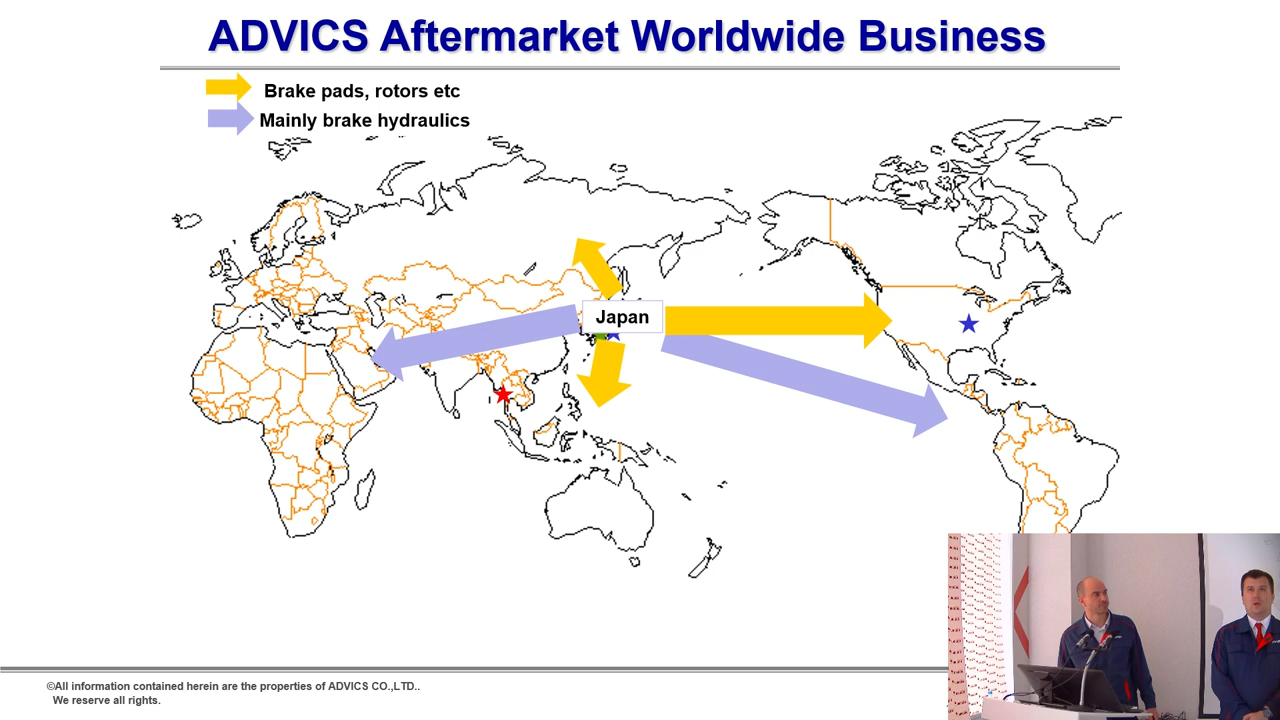 ADVICS Aftermarket Worldwide Business
Brake pads, rotors etc
Mainly brake hydraulics
Japan
©All information contained herein are the properties of ADVICS CO.,LTD..
We reserve all rights.